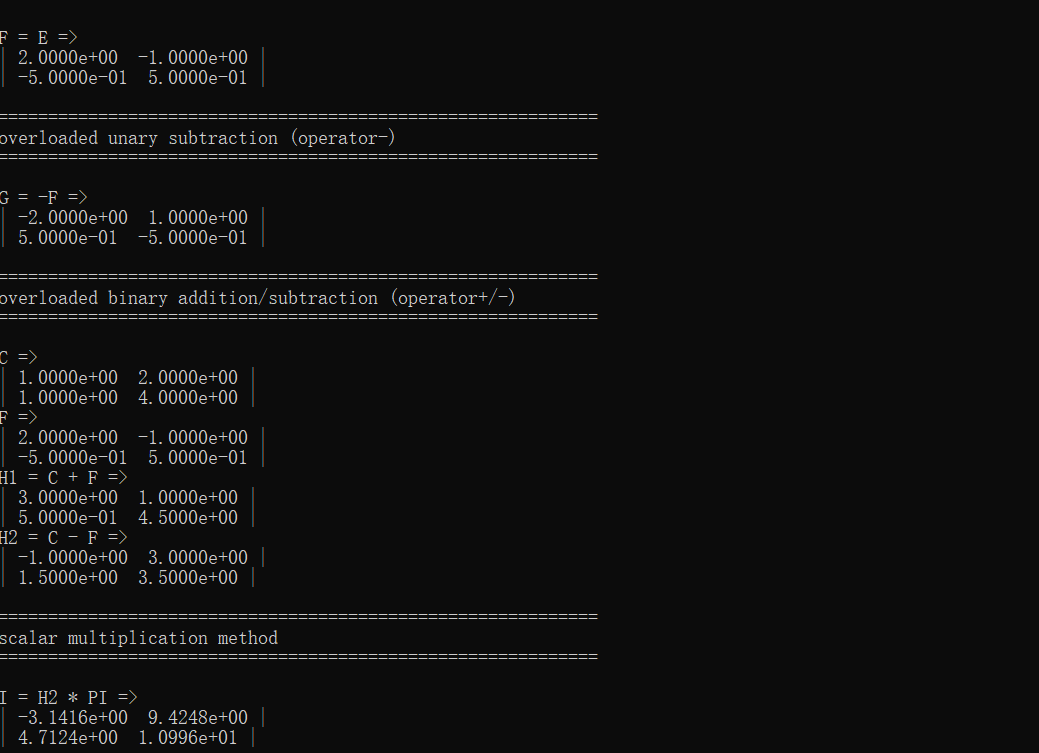 F = E =>
| 2.0000e+00  -1.0000e+00 |
| -5.0000e-01  5.0000e-01 |
============================================================
overloaded unary subtraction (operator-)
============================================================
G = -F =>
| -2.0000e+00  1.0000e+00 |
| 5.0000e-01  -5.0000e-01 |
============================================================
overloaded binary addition/subtraction (operator+/-)
============================================================
C =>
| 1.0000e+00  2.0000e+00 |
| 1.0000e+00  4.0000e+00 |
F =>
| 2.0000e+00  -1.0000e+00 |
| -5.0000e-01  5.0000e-01 |
H1 = C + F =>
| 3.0000e+00  1.0000e+00 |
| 5.0000e-01  4.5000e+00 |
H2 = C - F =>
| -1.0000e+00  3.0000e+00 |
| 1.5000e+00  3.5000e+00 |
============================================================
scalar multiplication method
============================================================
I = H2 * PI =>
| -3.1416e+00  9.4248e+00 |
| 4.7124e+00  1.0996e+01 |